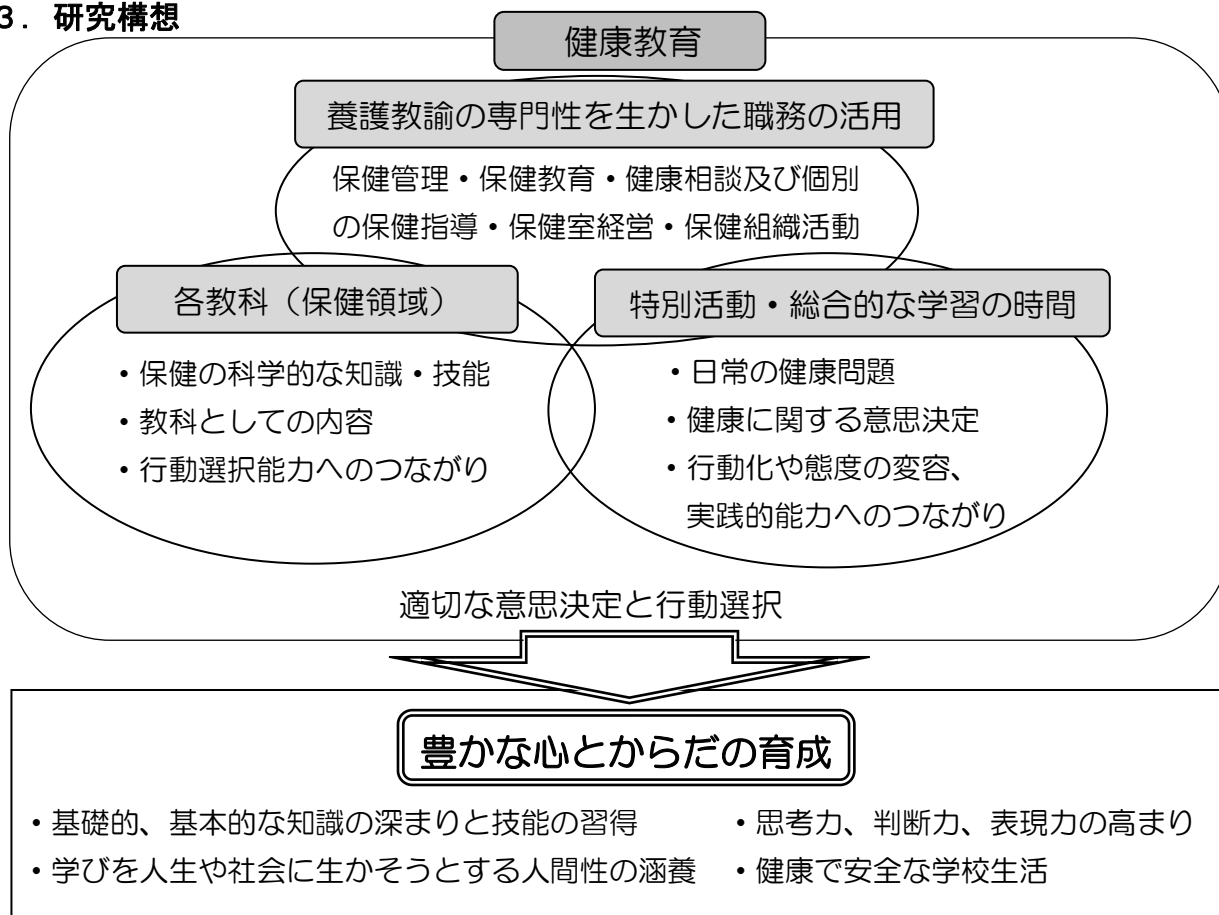 3．研究構想
健康教育
養護教諭の専門性を生かした職務の活用
保健管理・保健教育・健康相談及び個別
の保健指導・保健室経営・保健組織活動
各教科（保健領域）
・保健の科学的な知識・技能
・教科としての内容
・行動選択能力へのつながり
特別活動・総合的な学習の時間
・日常の健康問題
・健康に関する意思決定
・行動化や態度の変容、
実践的能力へのつながり
適切な意思決定と行動選択
豊かな心とからだの育成
・基礎的、基本的な知識の深まりと技能の習得
・思考力、判断力、表現力の高まり
・学びを人生や社会に生かそうとする人間性の涵養
・健康で安全な学校生活